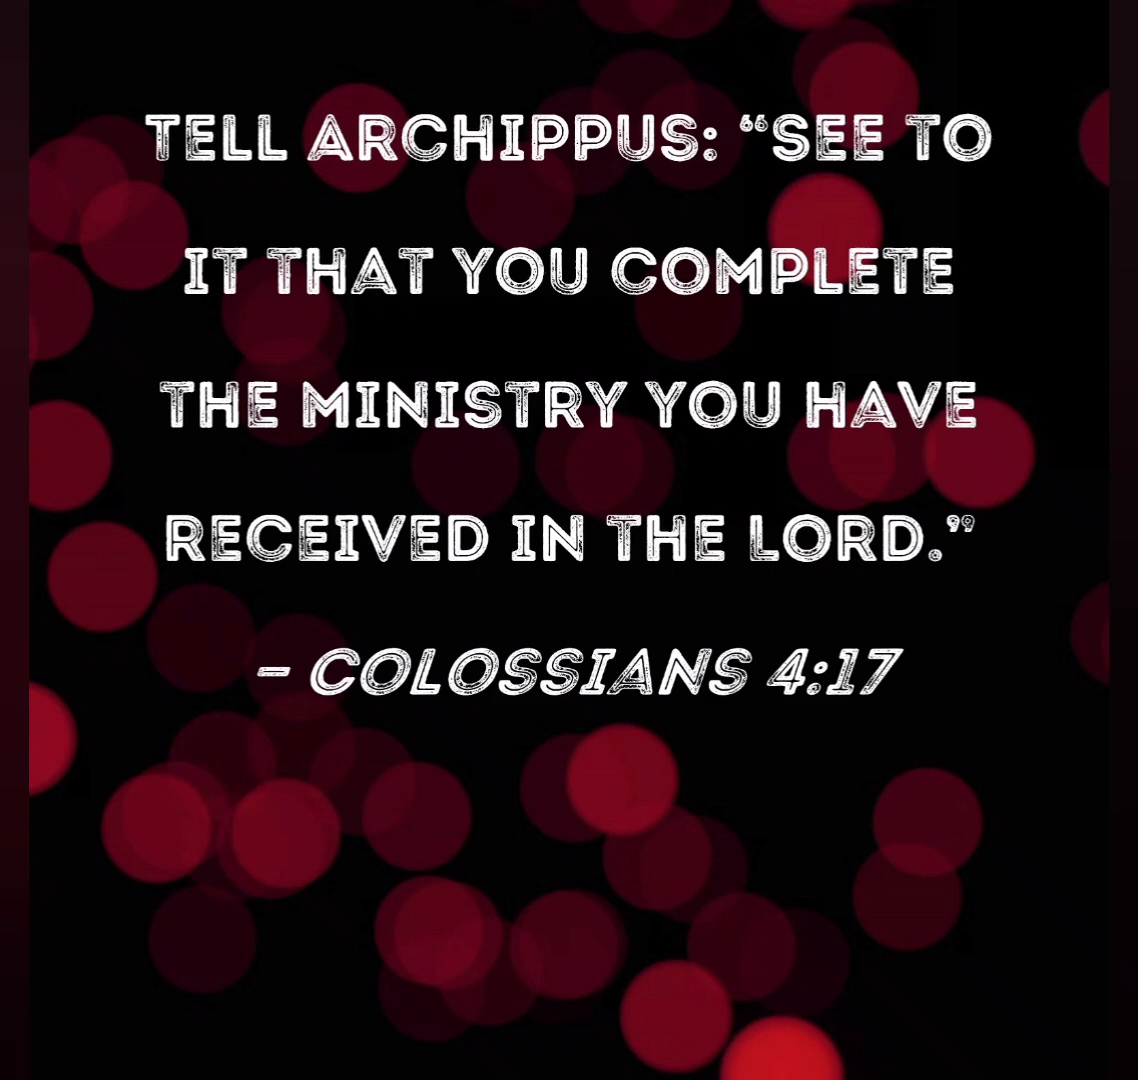 TELL ARCHIPPUS: “SEE TO
IT THAT YOU COMPLETE
THE MINISTRY YOU HAVE
RECEIVED IN THE LORD.”
– COLOSSIANS 4:17